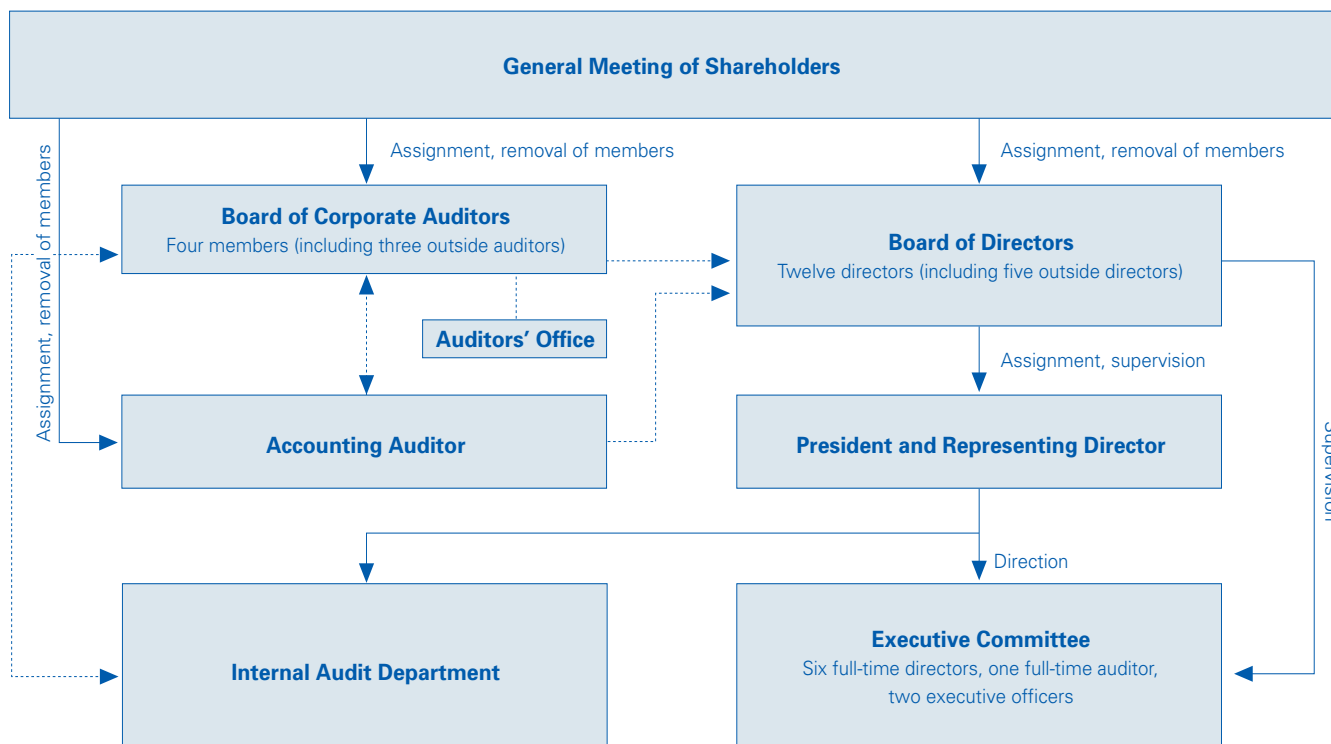 General Meeting of Shareholders
Assignment, removal of members
Assignment, removal of members
Assignment, removal of members
Board of Corporate Auditors
Four members (including three outside auditors)
Board of Directors
Twelve directors (including five outside directors)
Auditors’ Office
Assignment, supervision
Accounting Auditor
President and Representing Director
Supervision
Direction
Internal Audit Department
Executive Committee
Six full-time directors, one full-time auditor,
two executive officers